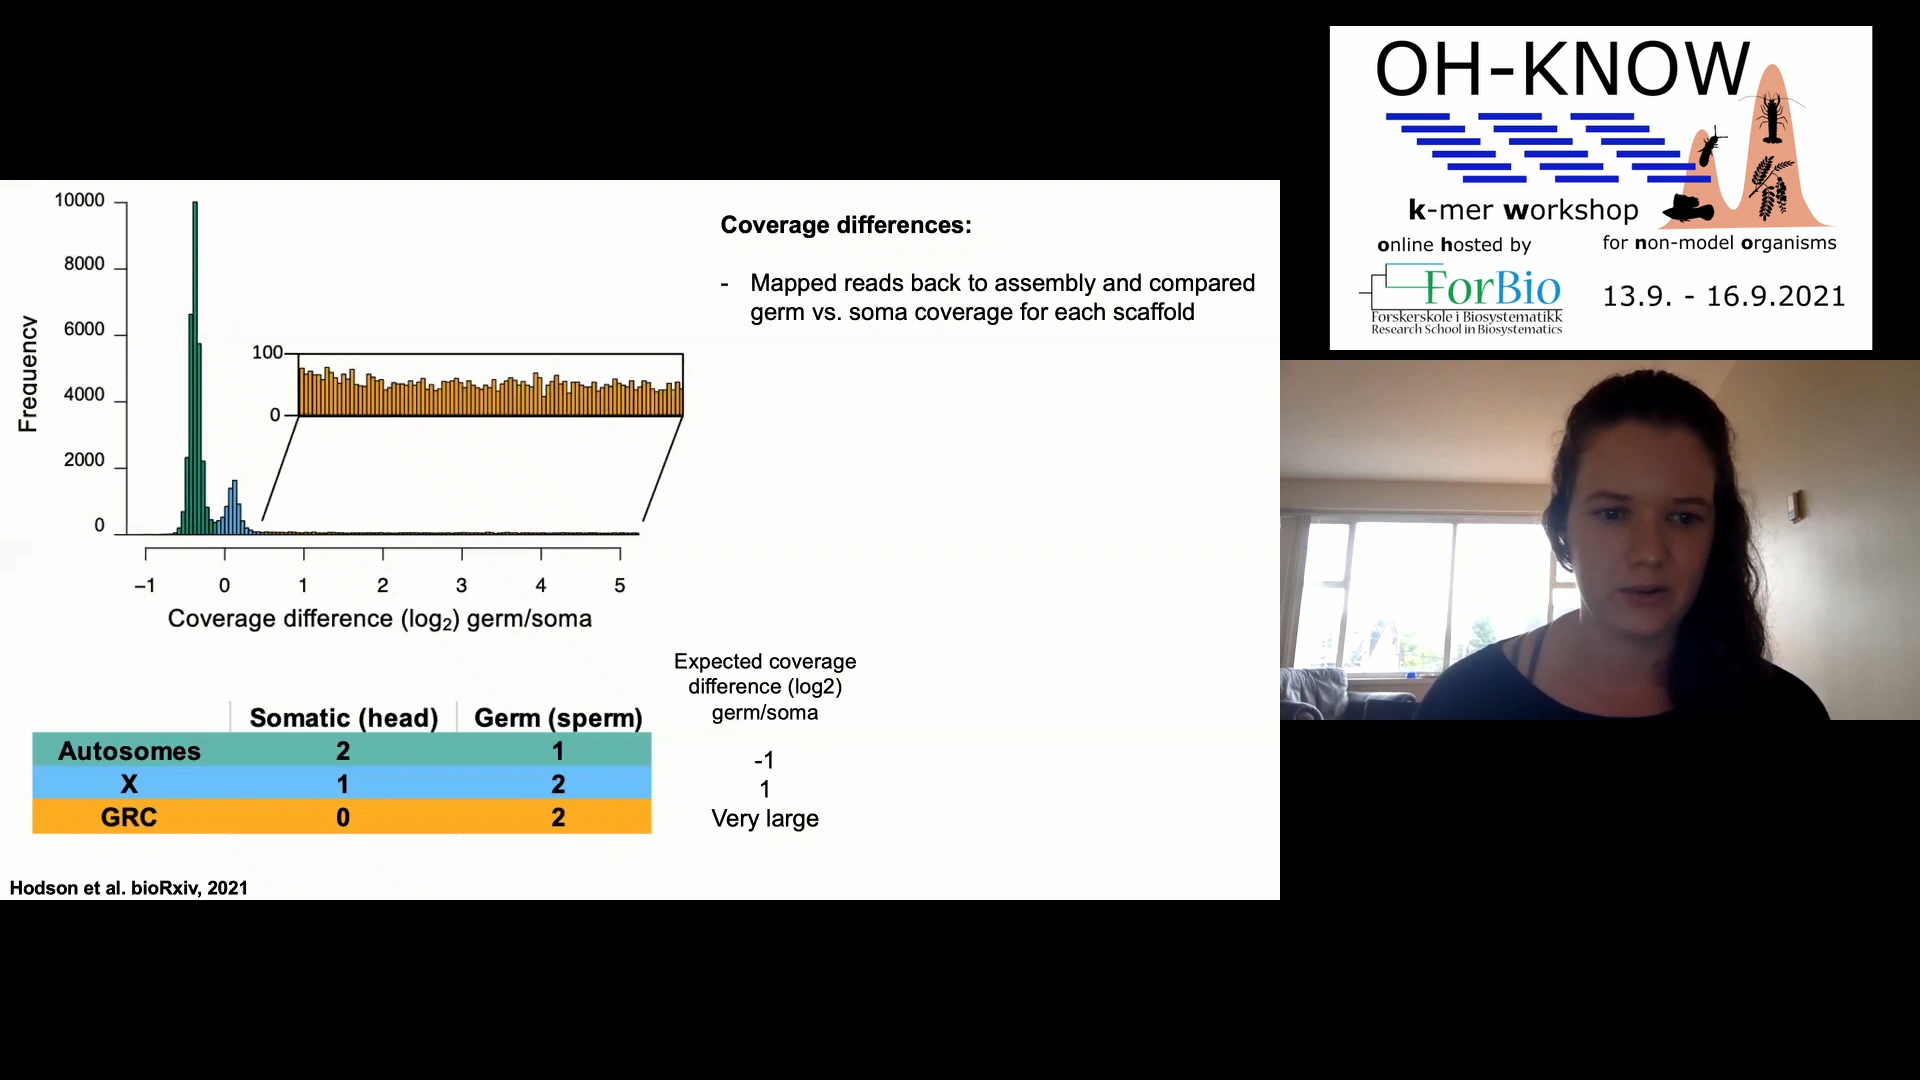 10000
8000
6000
4000
2000
0
Frequency
100
0
−1 0 1 2 3 4 5
Coverage difference (log2) germ/soma
Coverage differences:
- Mapped reads back to assembly and compared
germ vs. soma coverage for each scaffold
Expected coverage
difference (log2)
germ/soma
Somatic (head) Germ (sperm)
Autosomes 2 1 -1
X 1 2 1
GRC 0 2 Very large
Hodson et al. bioRxiv, 2021
OH-KNOW
k-mer workshop
online hosted by
for non-model organisms
ForBio
Forskerskole i Biosystematikk
Research School in Biosystematics
13.9. - 16.9.2021